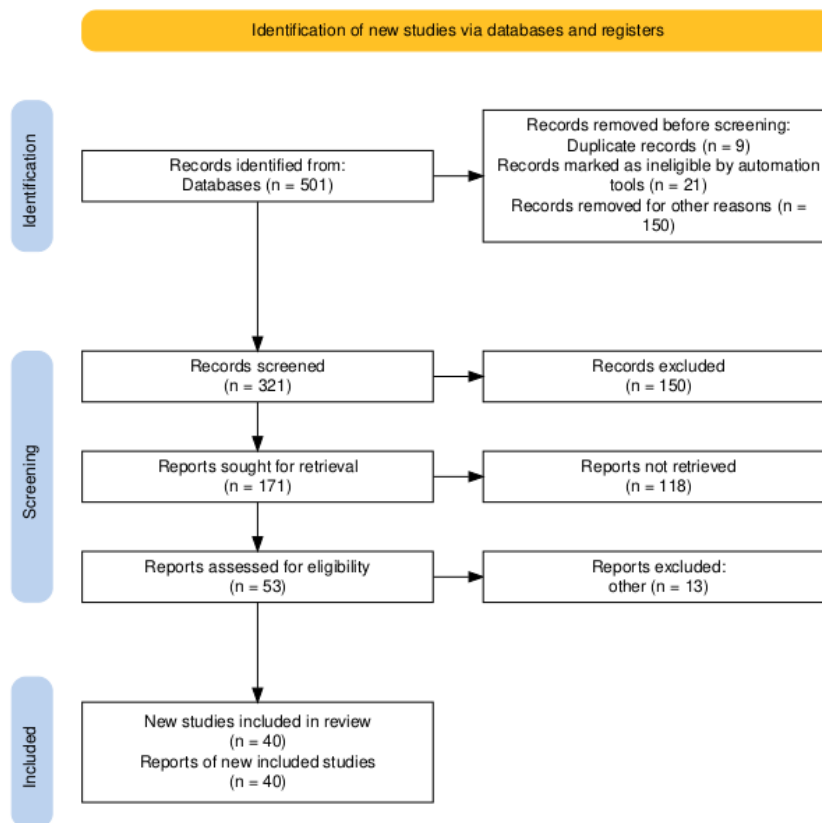 Identification of new studies via databases and registers
Identification
Records identified from:
Databases (n = 501)
Records removed before screening:
Duplicate records (n = 9)
Records marked as ineligible by automation
tools (n = 21)
Records removed for other reasons (n =
150)
Screening
Records screened
(n = 321)
Records excluded
(n = 150)
Reports sought for retrieval
(n = 171)
Reports not retrieved
(n = 118)
Reports assessed for eligibility
(n = 53)
Reports excluded:
other (n = 13)
Included
New studies included in review
(n = 40)
Reports of new included studies
(n = 40)